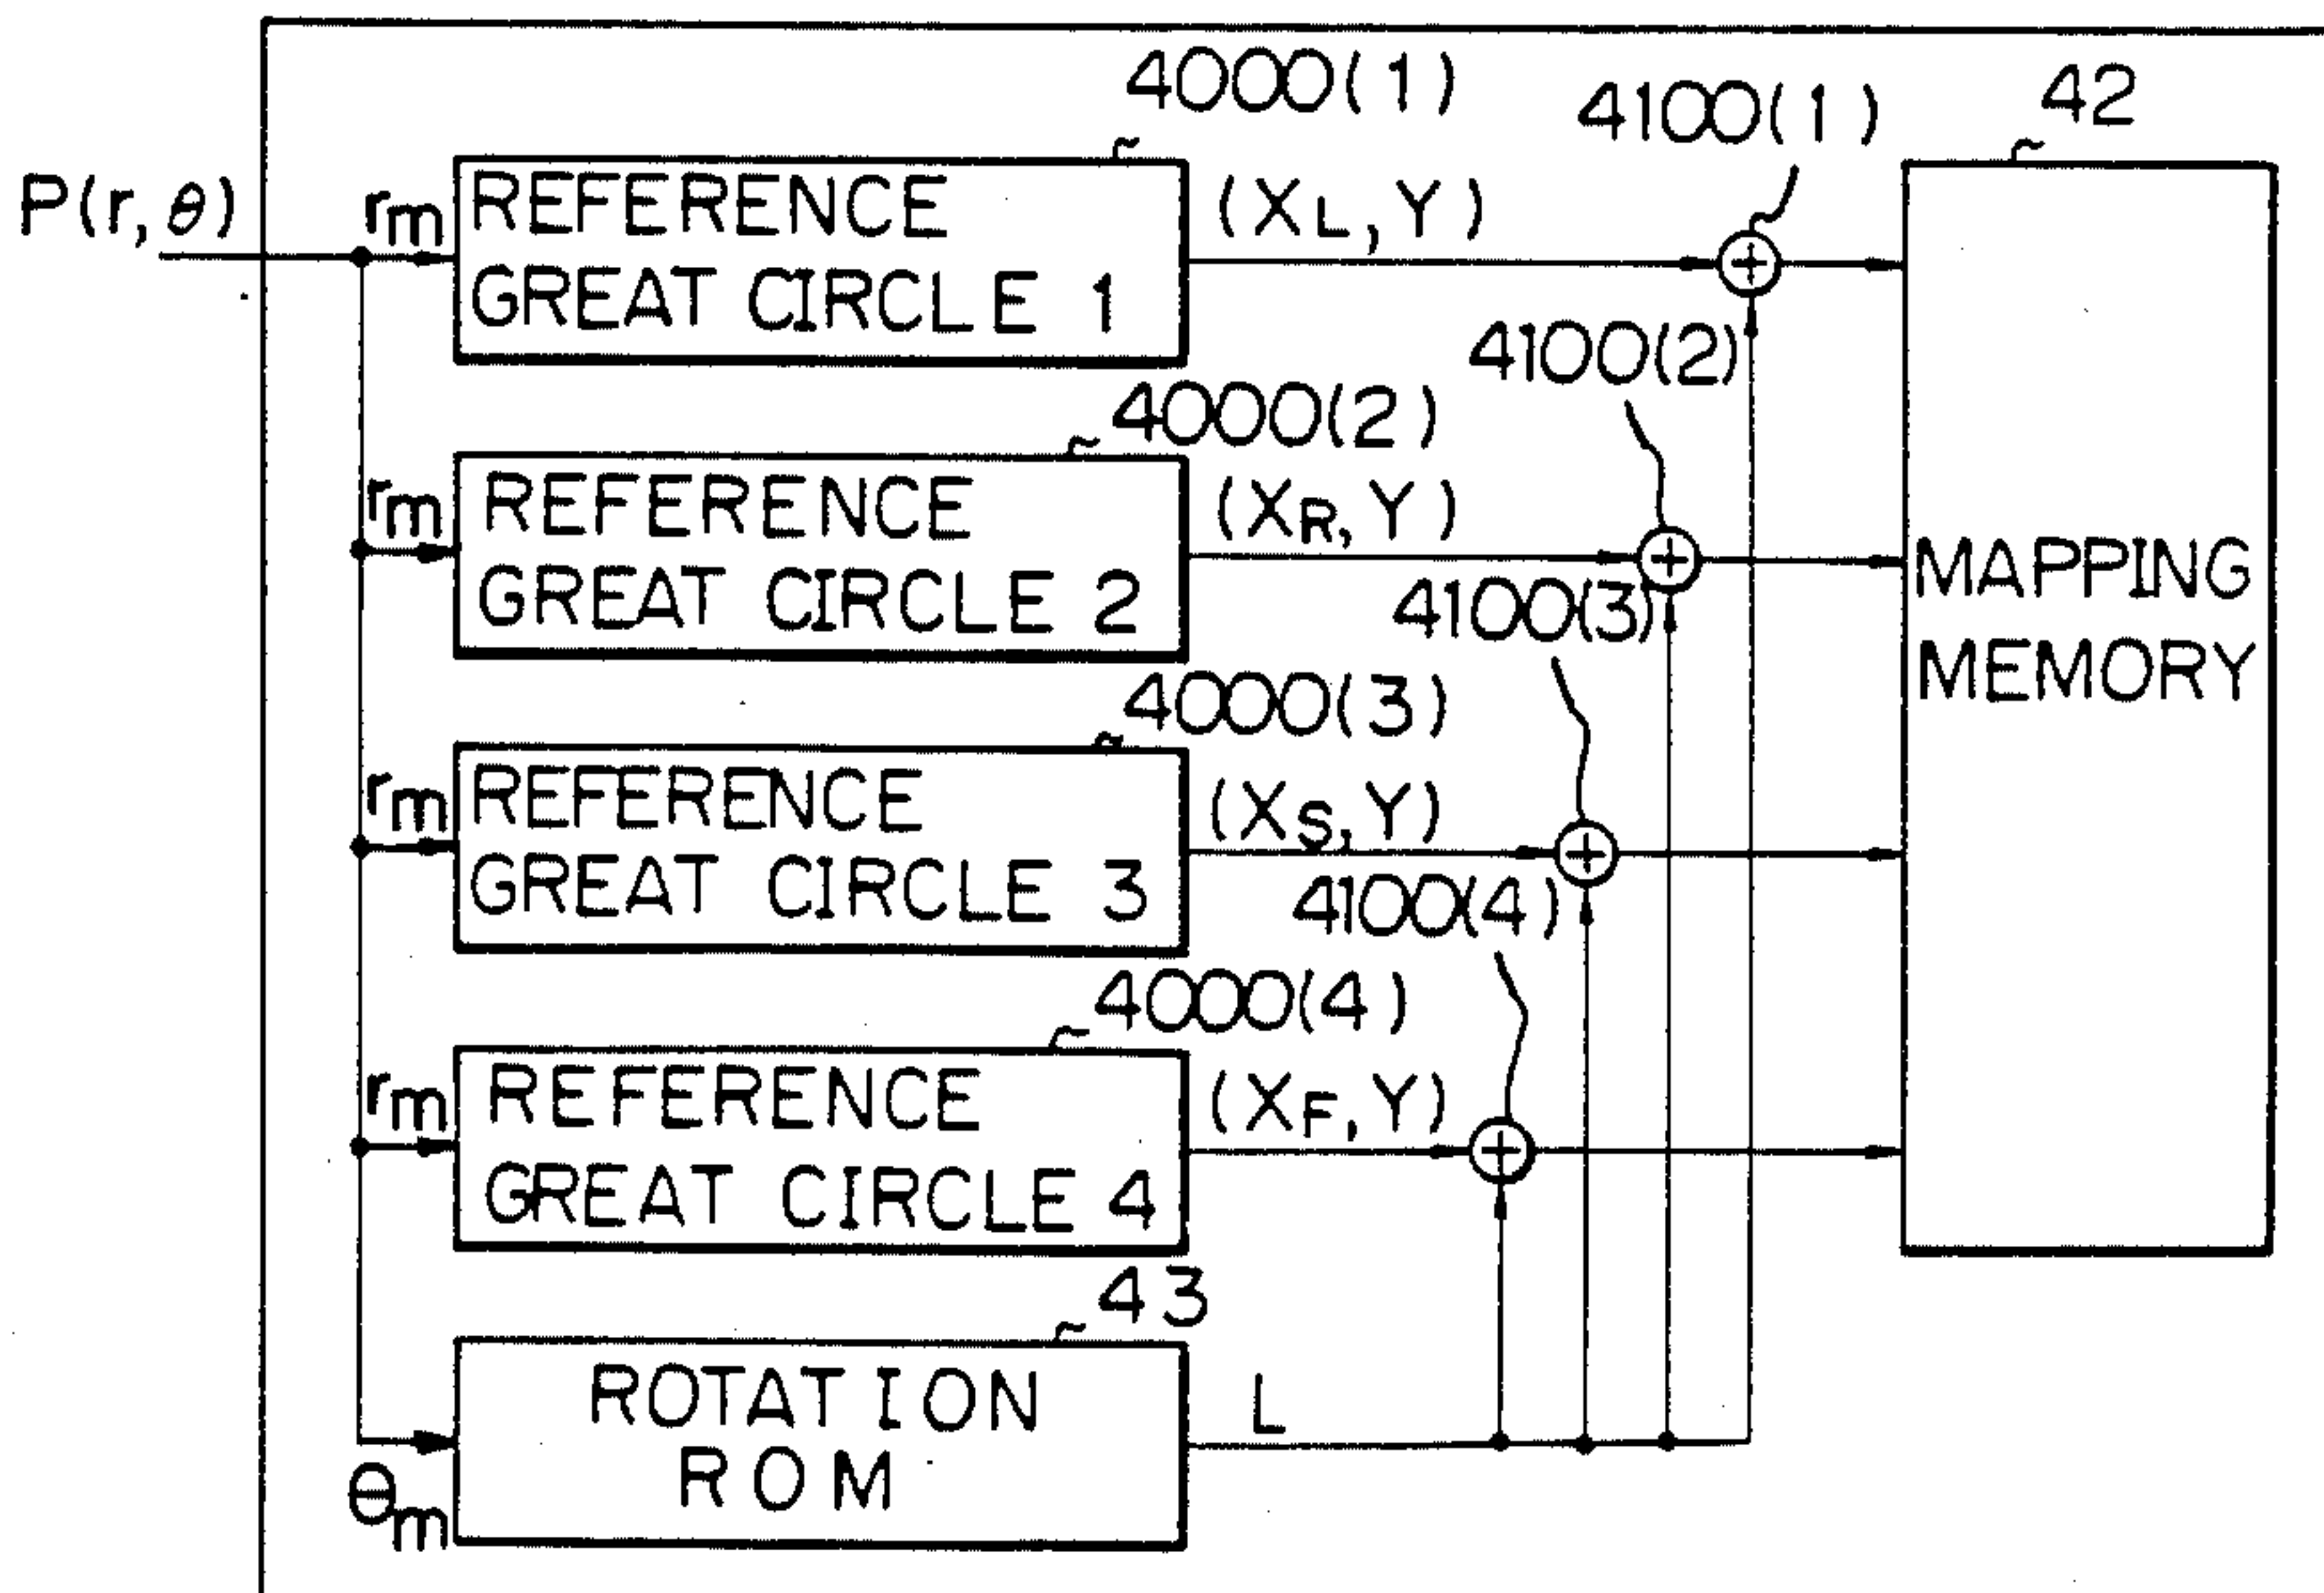 4000(1)
4100(1)
42
P(r, θ)
rm
REFERENCE
GREAT CIRCLE 1
(XL, Y)
4100(2)
4000(2)
rm
REFERENCE
GREAT CIRCLE 2
(XR, Y)
MAPPING
MEMORY
4100(3)
4000(3)
rm
REFERENCE
GREAT CIRCLE 3
(XS, Y)
4100(4)
4000(4)
rm
REFERENCE
GREAT CIRCLE 4
(XF, Y)
43
θm
ROTATION
ROM
L